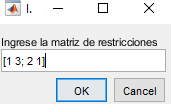 I.
Ingrese la matriz de restricciones
[1 3; 2 1]
OK Cancel